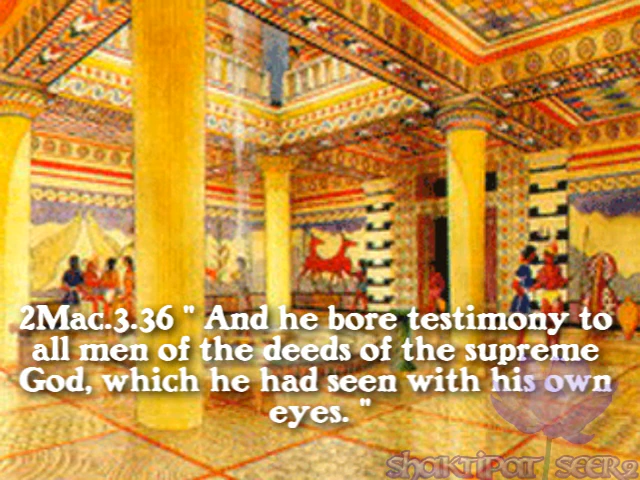 2Mac.3.36 " And he bore testimony to
all men of the deeds of the supreme
God, which he had seen with his own
eyes. "
Shaktipat Seer2